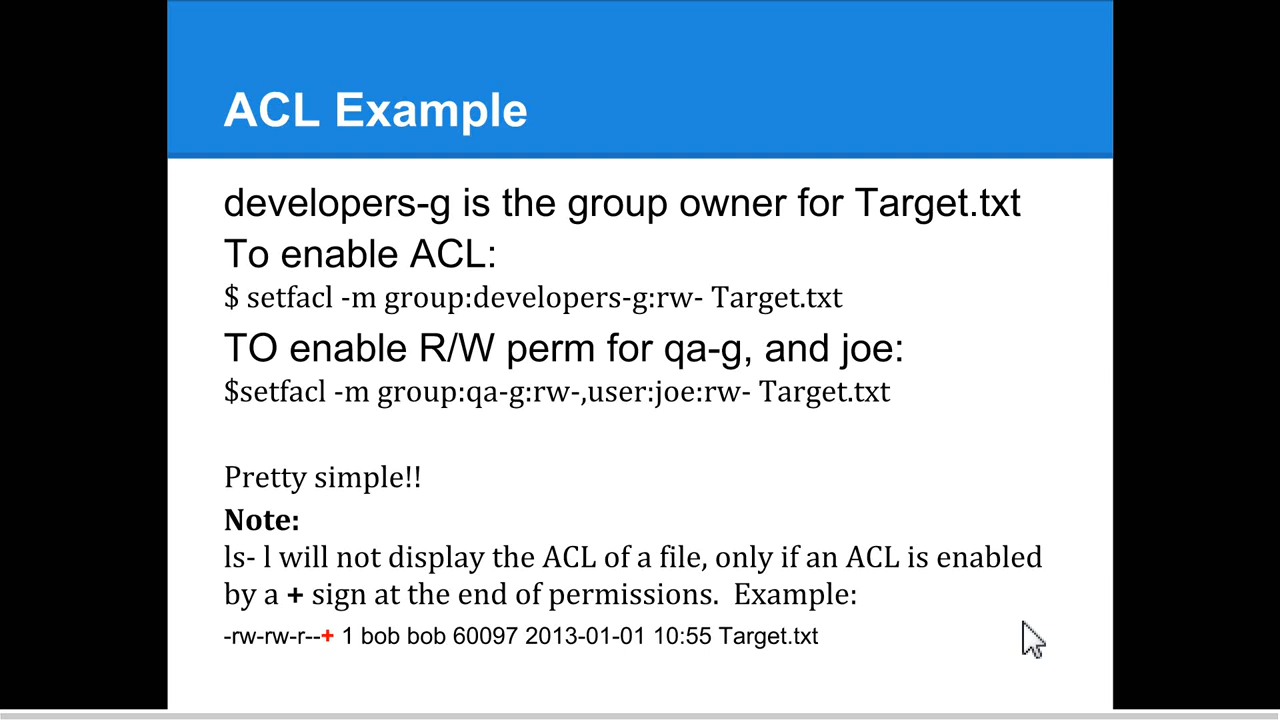 ACL Example
developers-g is the group owner for Target.txt
To enable ACL:
$ setfacl -m group:developers-g:rw- Target.txt
TO enable R/W perm for qa-g, and joe:
$setfacl -m group:qa-g:rw-,user:joe:rw- Target.txt
Pretty simple!!
Note:
ls- l will not display the ACL of a file, only if an ACL is enabled
by a + sign at the end of permissions.  Example:
-rw-rw-r--+ 1 bob bob 60097 2013-01-01 10:55 Target.txt